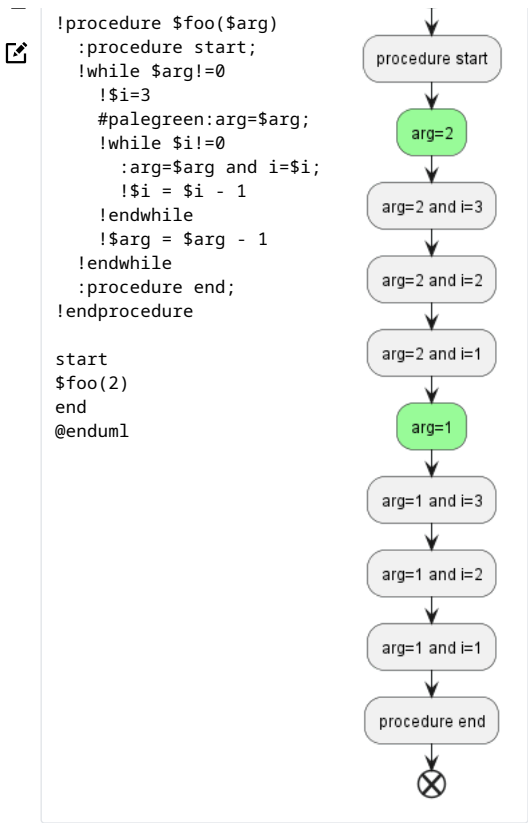 !procedure $foo($arg)
:procedure start;
!while $arg!=0
!$i=3
#palegreen:arg=$arg;
!while $i!=0
:arg=$arg and i=$i;
!$i = $i - 1
!endwhile
!$arg = $arg - 1
!endwhile
:procedure end;
!endprocedure
start
$foo(2)
end
@enduml
procedure start
arg=2
arg=2 and i=3
arg=2 and i=2
arg=2 and i=1
arg=1
arg=1 and i=3
arg=1 and i=2
arg=1 and i=1
procedure end